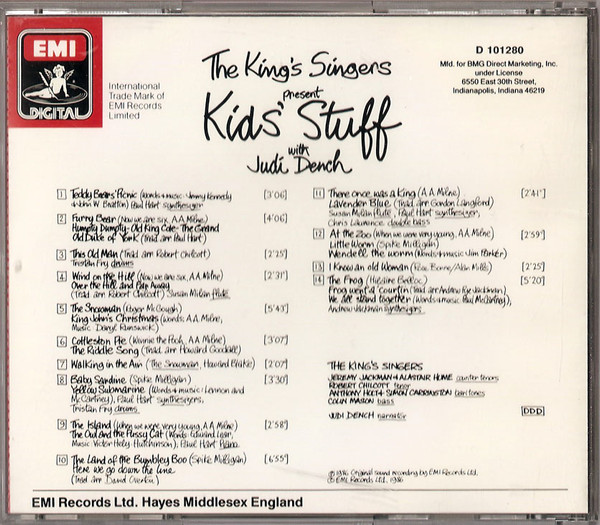 EMI
DIGITAL
International
Trade Mark of
EMI Records
Limited
The King's Singers
present
Kids' Stuff
with
Judi Dench
D 101280
Mfd. for BMG Direct Marketing, Inc.
under License
6550 East 30th Street,
Indianapolis, Indiana 46219
1 Teddy Bears' Picnic (Words & music: Jimmy Kennedy [3'06]
& John W. Bratton) Paul Hart synthesizer
2 Furry Bear (Now we are six, A.A. Milne) [4'06]
Humpty Dumpty - Old King Cole - The Grand
Old Duke of York (Trad. arr Paul Hart)
3 This Old Man (Trad arr Robert Chilcott) [2'25]
Tristan Fry drums
4 Wind on the Hill (Now we are six, A.A. Milne) [2'31]
Over the Hill and Far Away
(Trad arr Robert Chilcott) Susan Milan flute
5 The Snowman (Roger McGough) [5'43]
King John's Christmas (Words: A.A. Milne,
Music: Daryl Runswick)
6 Cottleston Pie (Winnie the Pooh, A.A. Milne) [3'07]
The Riddle Song (Trad. arr Howard Goodall)
7 Walking in the Air (The Snowman, Howard Blake) [2'07]
8 Baby Sardine (Spike Milligan) [3'30]
Yellow Submarine (Words & music: Lennon and
McCartney), Paul Hart synthesizers,
Tristan Fry drums
9 The Island (When we were very young, A.A. Milne) [2'58]
The Owl and the Pussy Cat (Words Edward Lear,
Music Victor Hely-Hutchinson), Paul Hart piano
10 The Land of the Bumbley Boo (Spike Milligan) [6'55]
Here we go down the line
(Trad arr David Overton)
11 There once was a King (A.A. Milne) [2'41]
Lavender Blue (Trad. arr Gordon Langford)
Susan Milan flute, Paul Hart synthesizer,
Chris Laurence double bass
12 At the Zoo (When we were very young, A.A. Milne) [2'59]
Little Worm (Spike Milligan)
Wendell the worm (Words & music: Jim Parker)
13 I Know an Old Woman (Rose Bonne/Alan Mills) [2'25]
14 The Frog (Hilaire Belloc) [5'20]
Frog went a'courtin (Trad. arr Andrew Pryce Jackman)
We all stand together (Words & music Paul McCartney),
Andrew Jackman synthesizers
THE KING'S SINGERS
JEREMY JACKMAN & ALASTAIR HUME counter tenors
ROBERT CHILCOTT tenor
ANTHONY HOLT & SIMON CARRINGTON baritones
COLIN MASON bass
JUDI DENCH narrator
DDD
℗ 1986 Original sound recording by EMI Records Ltd.
© EMI Records Ltd., 1986
EMI Records Ltd. Hayes Middlesex England